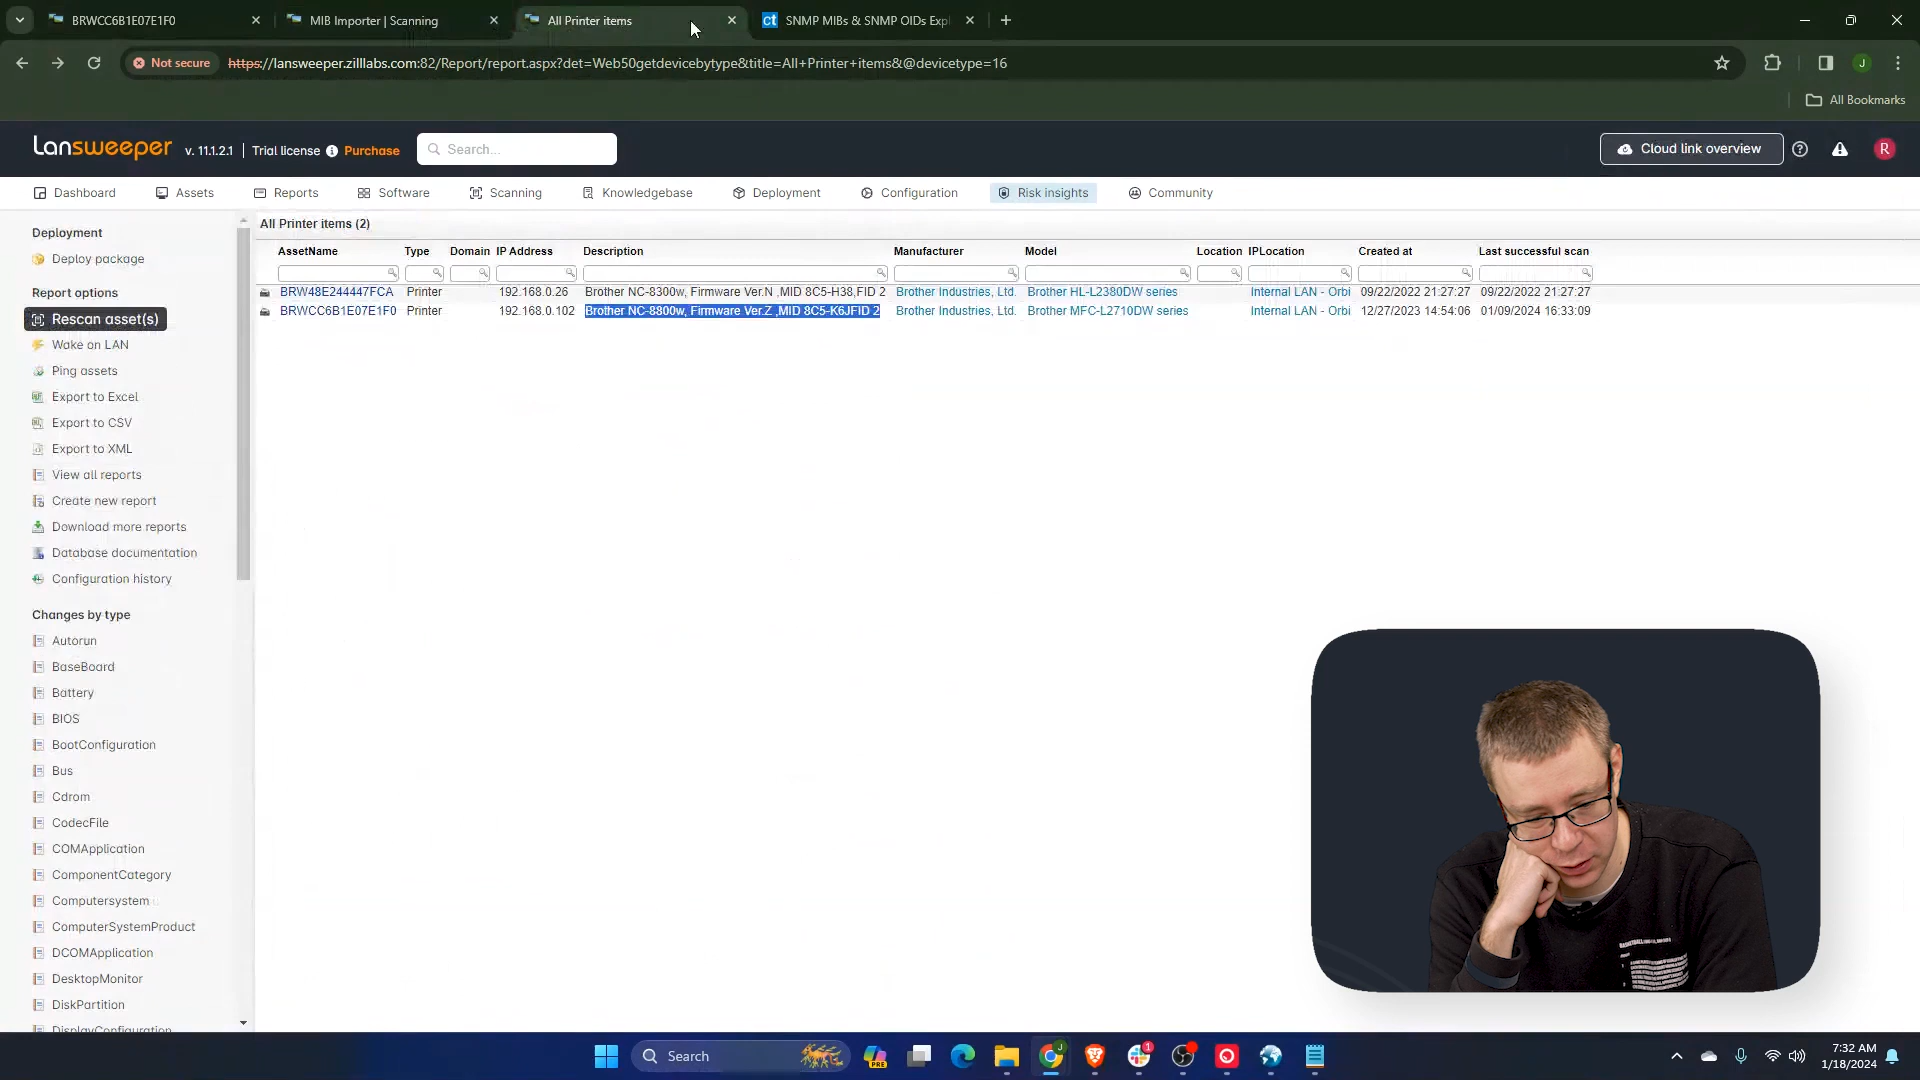 BRWCC6B1E07E1F0
MIB Importer | Scanning
All Printer items
SNMP MIBs & SNMP OIDs Expl
Not secure
https://lansweeper.zilllabs.com:82/Report/report.aspx?det=Web50getdevicebytype&title=All+Printer+items&@devicetype=16
All Bookmarks
lansweeper v. 11.1.2.1 | Trial license Purchase
Search...
Cloud link overview
R
Dashboard Assets Reports Software Scanning Knowledgebase Deployment Configuration Risk insights Community
Deployment
Deploy package
Report options
Rescan asset(s)
Wake on LAN
Ping assets
Export to Excel
Export to CSV
Export to XML
View all reports
Create new report
Download more reports
Database documentation
Configuration history
Changes by type
Autorun
BaseBoard
Battery
BIOS
BootConfiguration
Bus
Cdrom
CodecFile
COMApplication
ComponentCategory
Computersystem
ComputerSystemProduct
DCOMApplication
DesktopMonitor
DiskPartition
DisplayConfiguration
All Printer items (2)
AssetName Type Domain IP Address Description Manufacturer Model Location IPLocation Created at Last successful scan
BRW48E244447FCA Printer 192.168.0.26 Brother NC-8300w, Firmware Ver.N ,MID 8C5-H38,FID 2 Brother Industries, Ltd. Brother HL-L2380DW series Internal LAN - Orbi 09/22/2022 21:27:27 09/22/2022 21:27:27
BRWCC6B1E07E1F0 Printer 192.168.0.102 Brother NC-8800w, Firmware Ver.Z ,MID 8C5-K6JFID 2 Brother Industries, Ltd. Brother MFC-L2710DW series Internal LAN - Orbi 12/27/2023 14:54:06 01/09/2024 16:33:09
Search
7:32 AM
1/18/2024